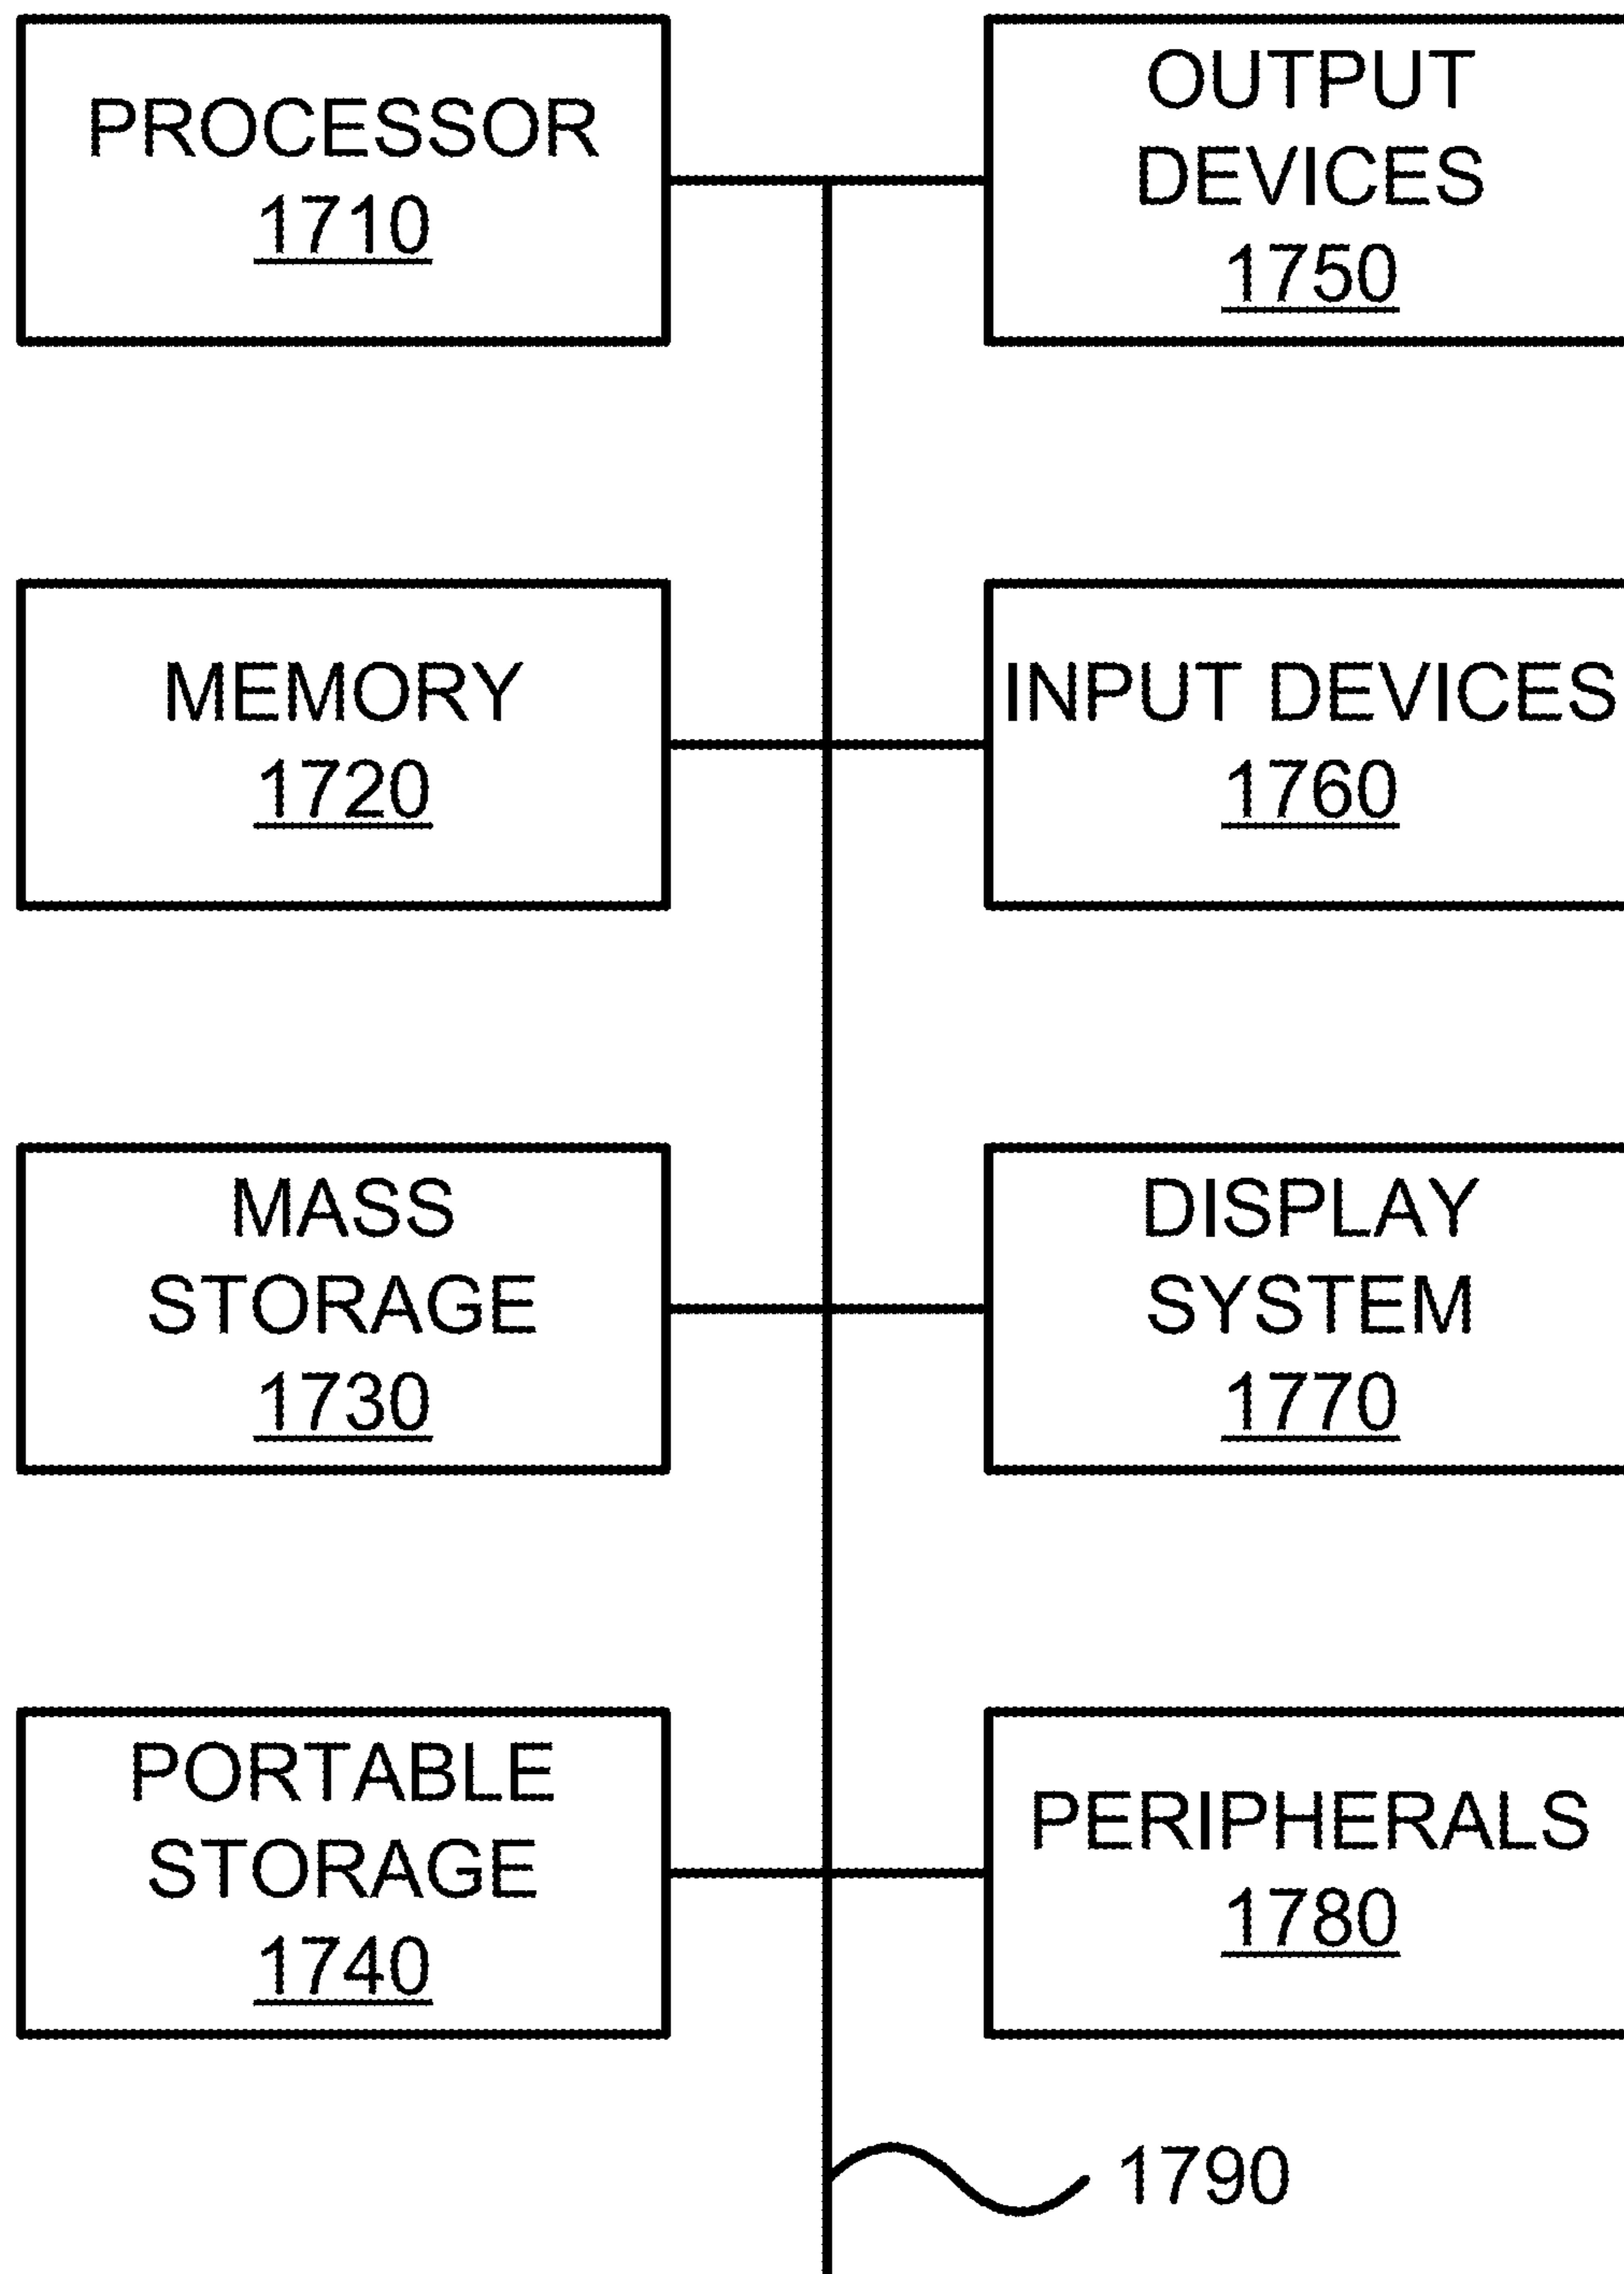 PROCESSOR
1710
OUTPUT
DEVICES
1750
MEMORY
1720
INPUT DEVICES
1760
MASS
STORAGE
1730
DISPLAY
SYSTEM
1770
PORTABLE
STORAGE
1740
PERIPHERALS
1780
1790